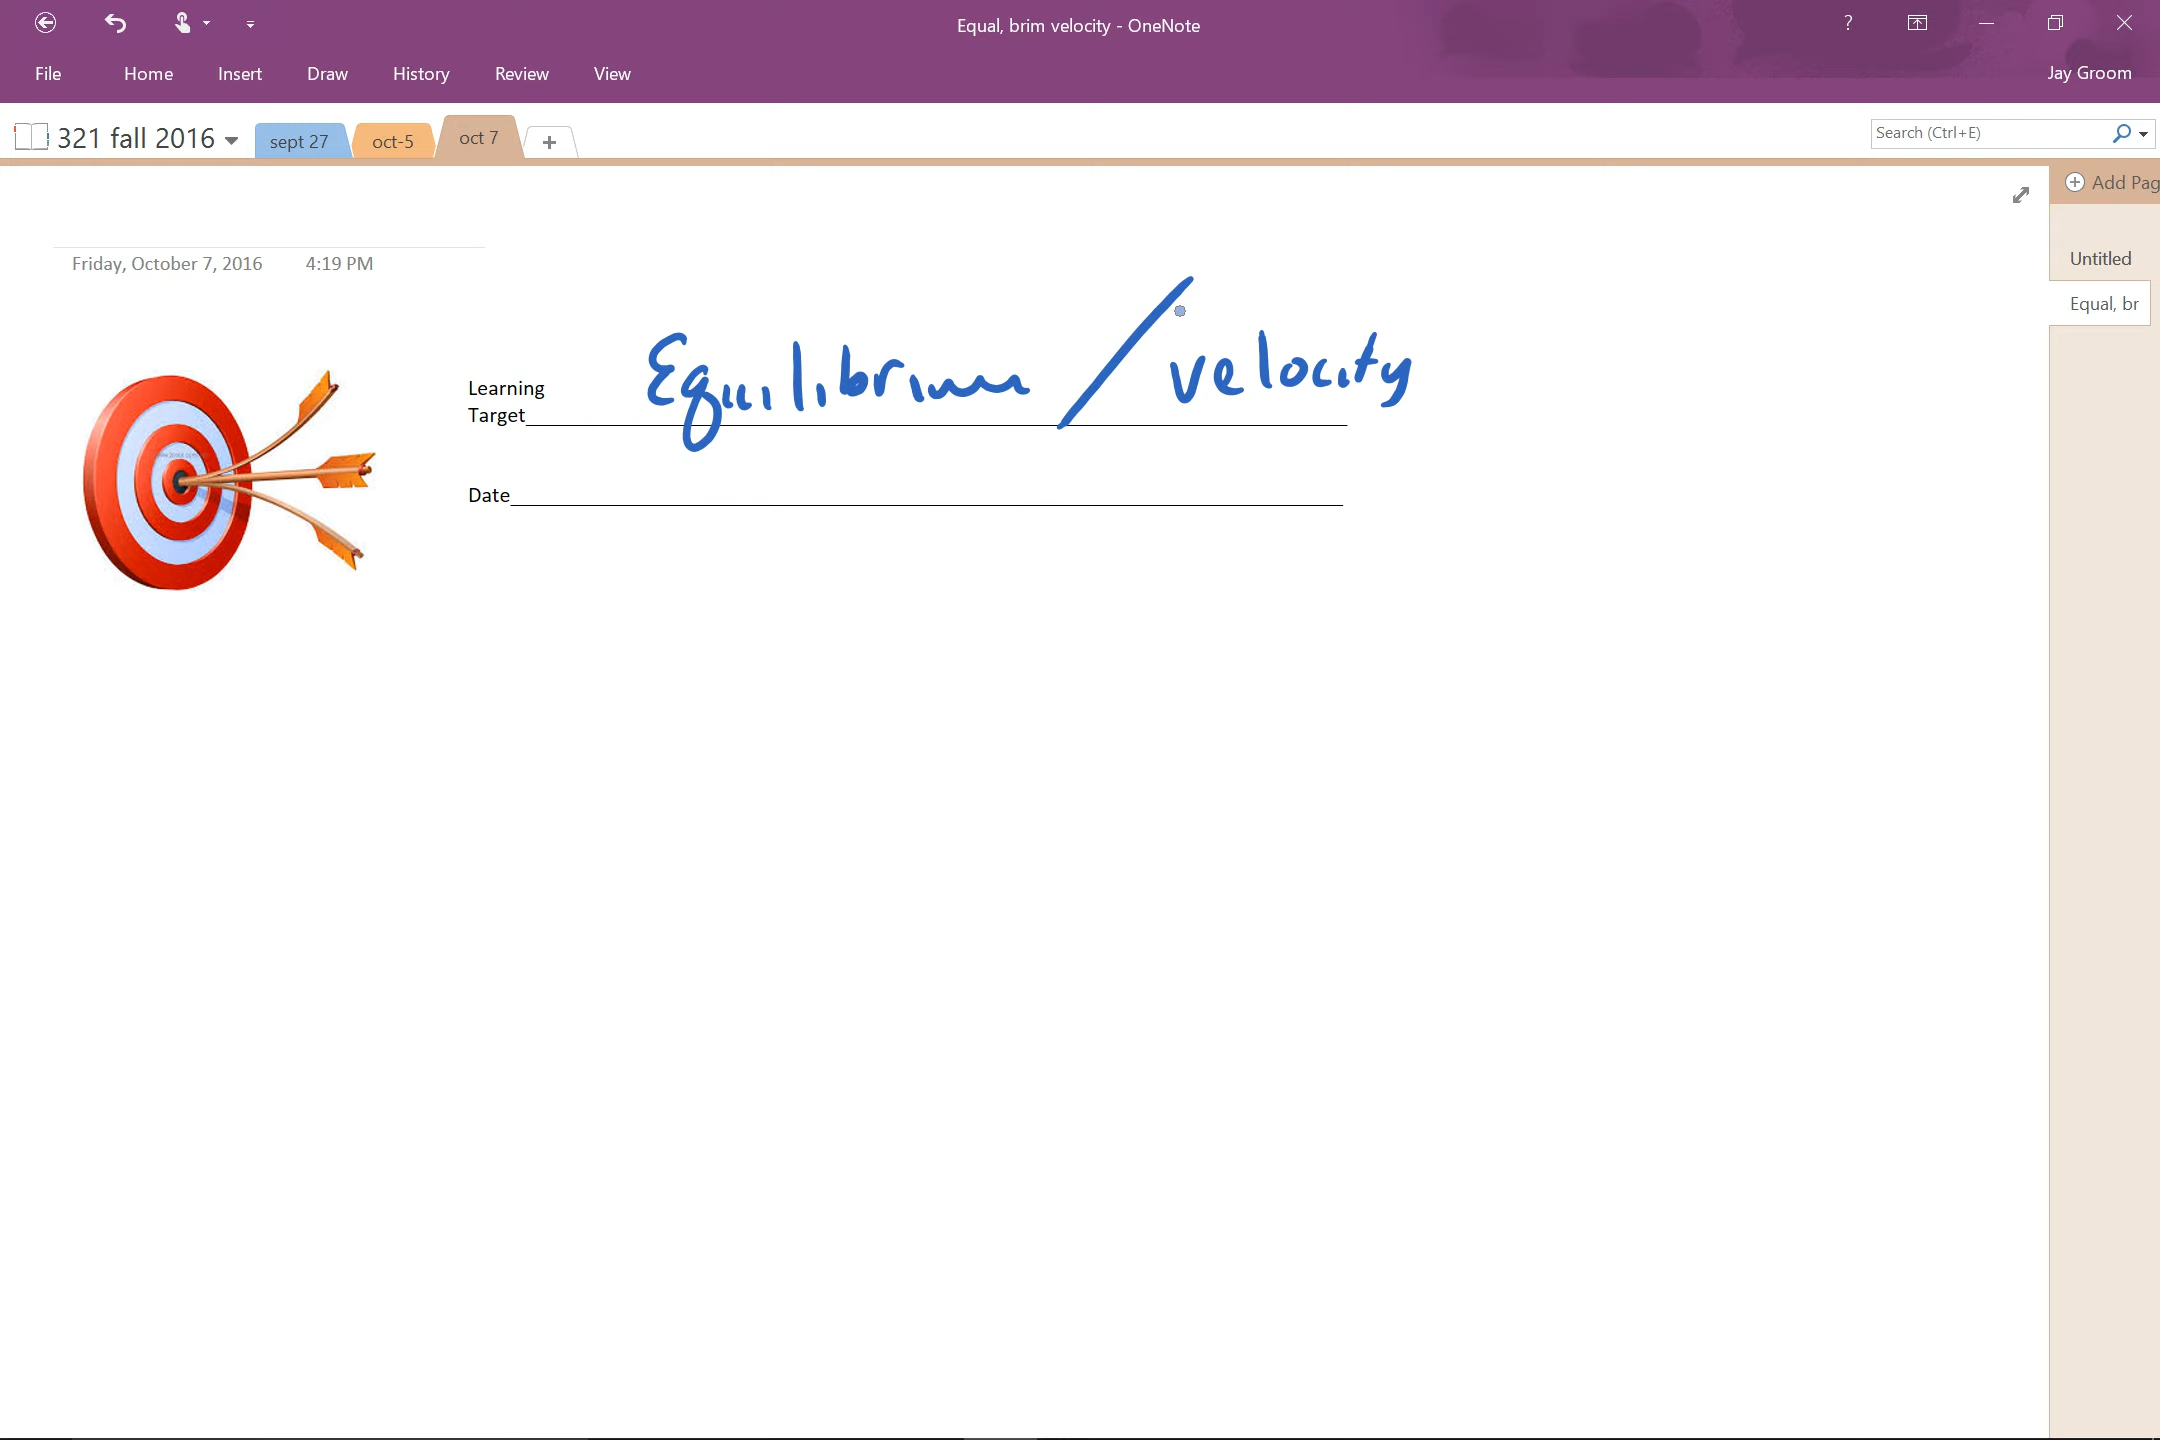 Equal, brim velocity - OneNote
?
File Home Insert Draw History Review View
Jay Groom
321 fall 2016 sept 27 oct-5 oct 7 +
Search (Ctrl+E)
Add Pag
Untitled
Equal, br
Friday, October 7, 2016 4:19 PM
Learning
Target Equilibrium / velocity
Date